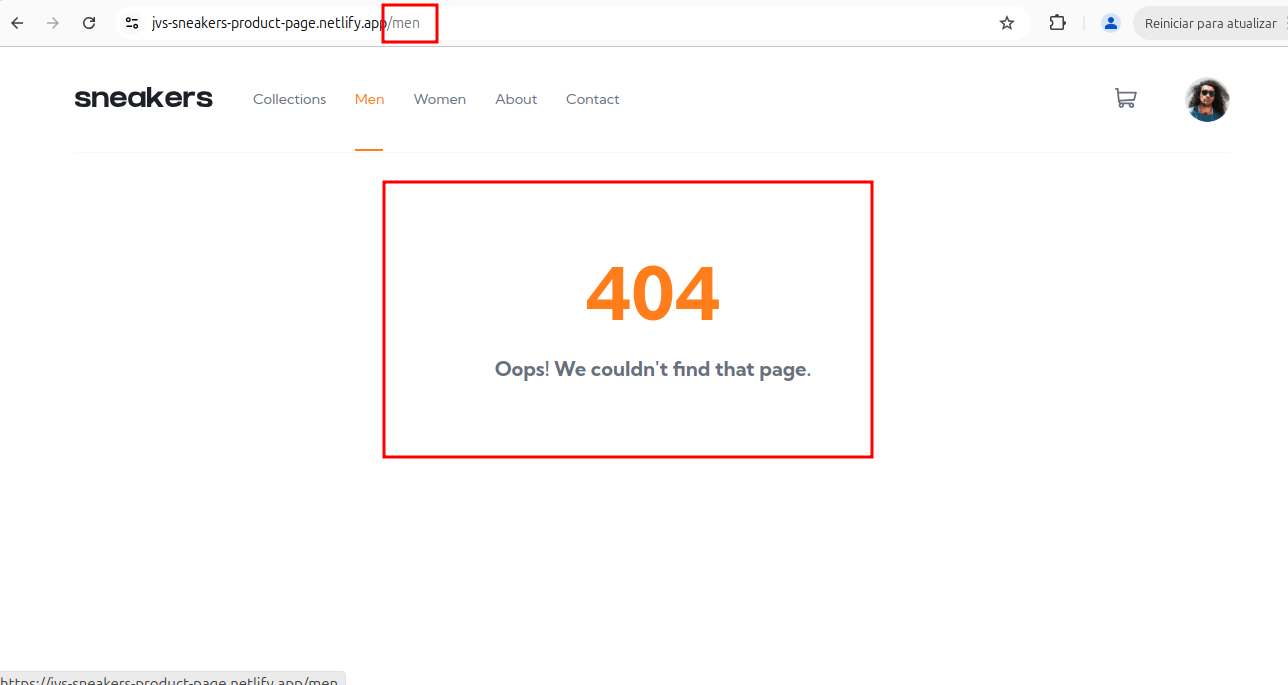 jvs-sneakers-product-page.netlify.app/men
Reiniciar para atualizar
sneakers Collections Men Women About Contact
404
Oops! We couldn't find that page.
https://jvs-sneakers-product-page.netlify.app/men